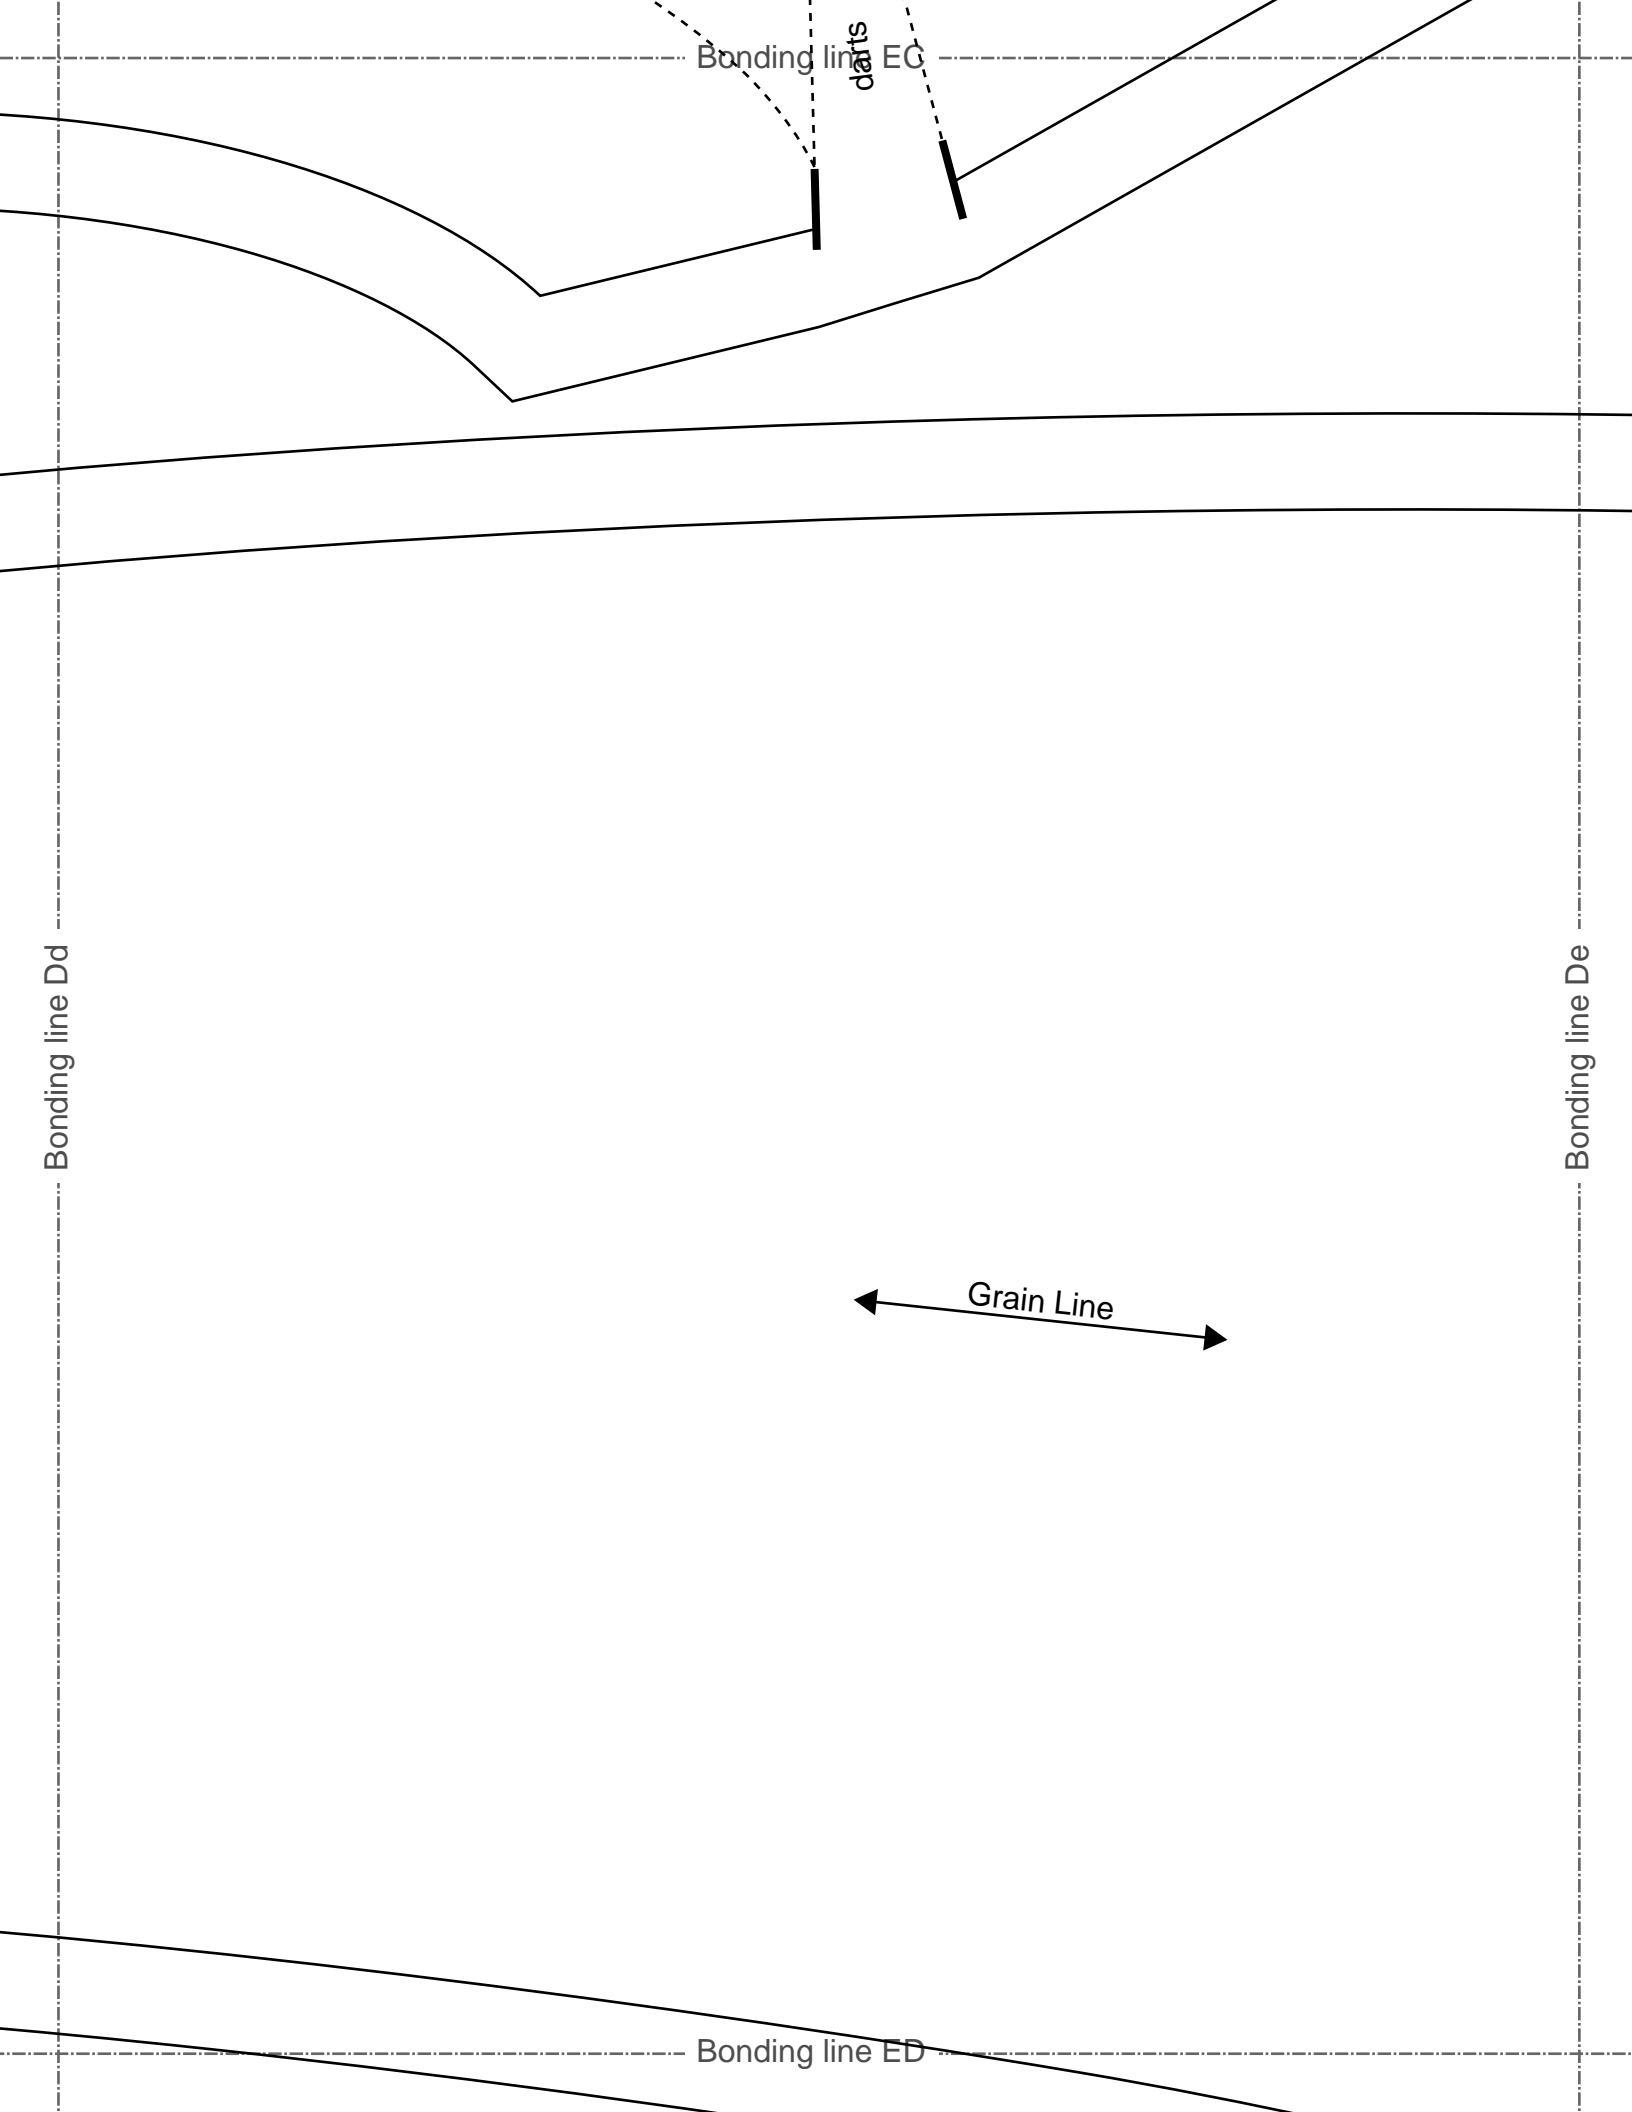 Bonding line EC
darts
Bonding line Dd
Bonding line De
Grain Line
Bonding line ED